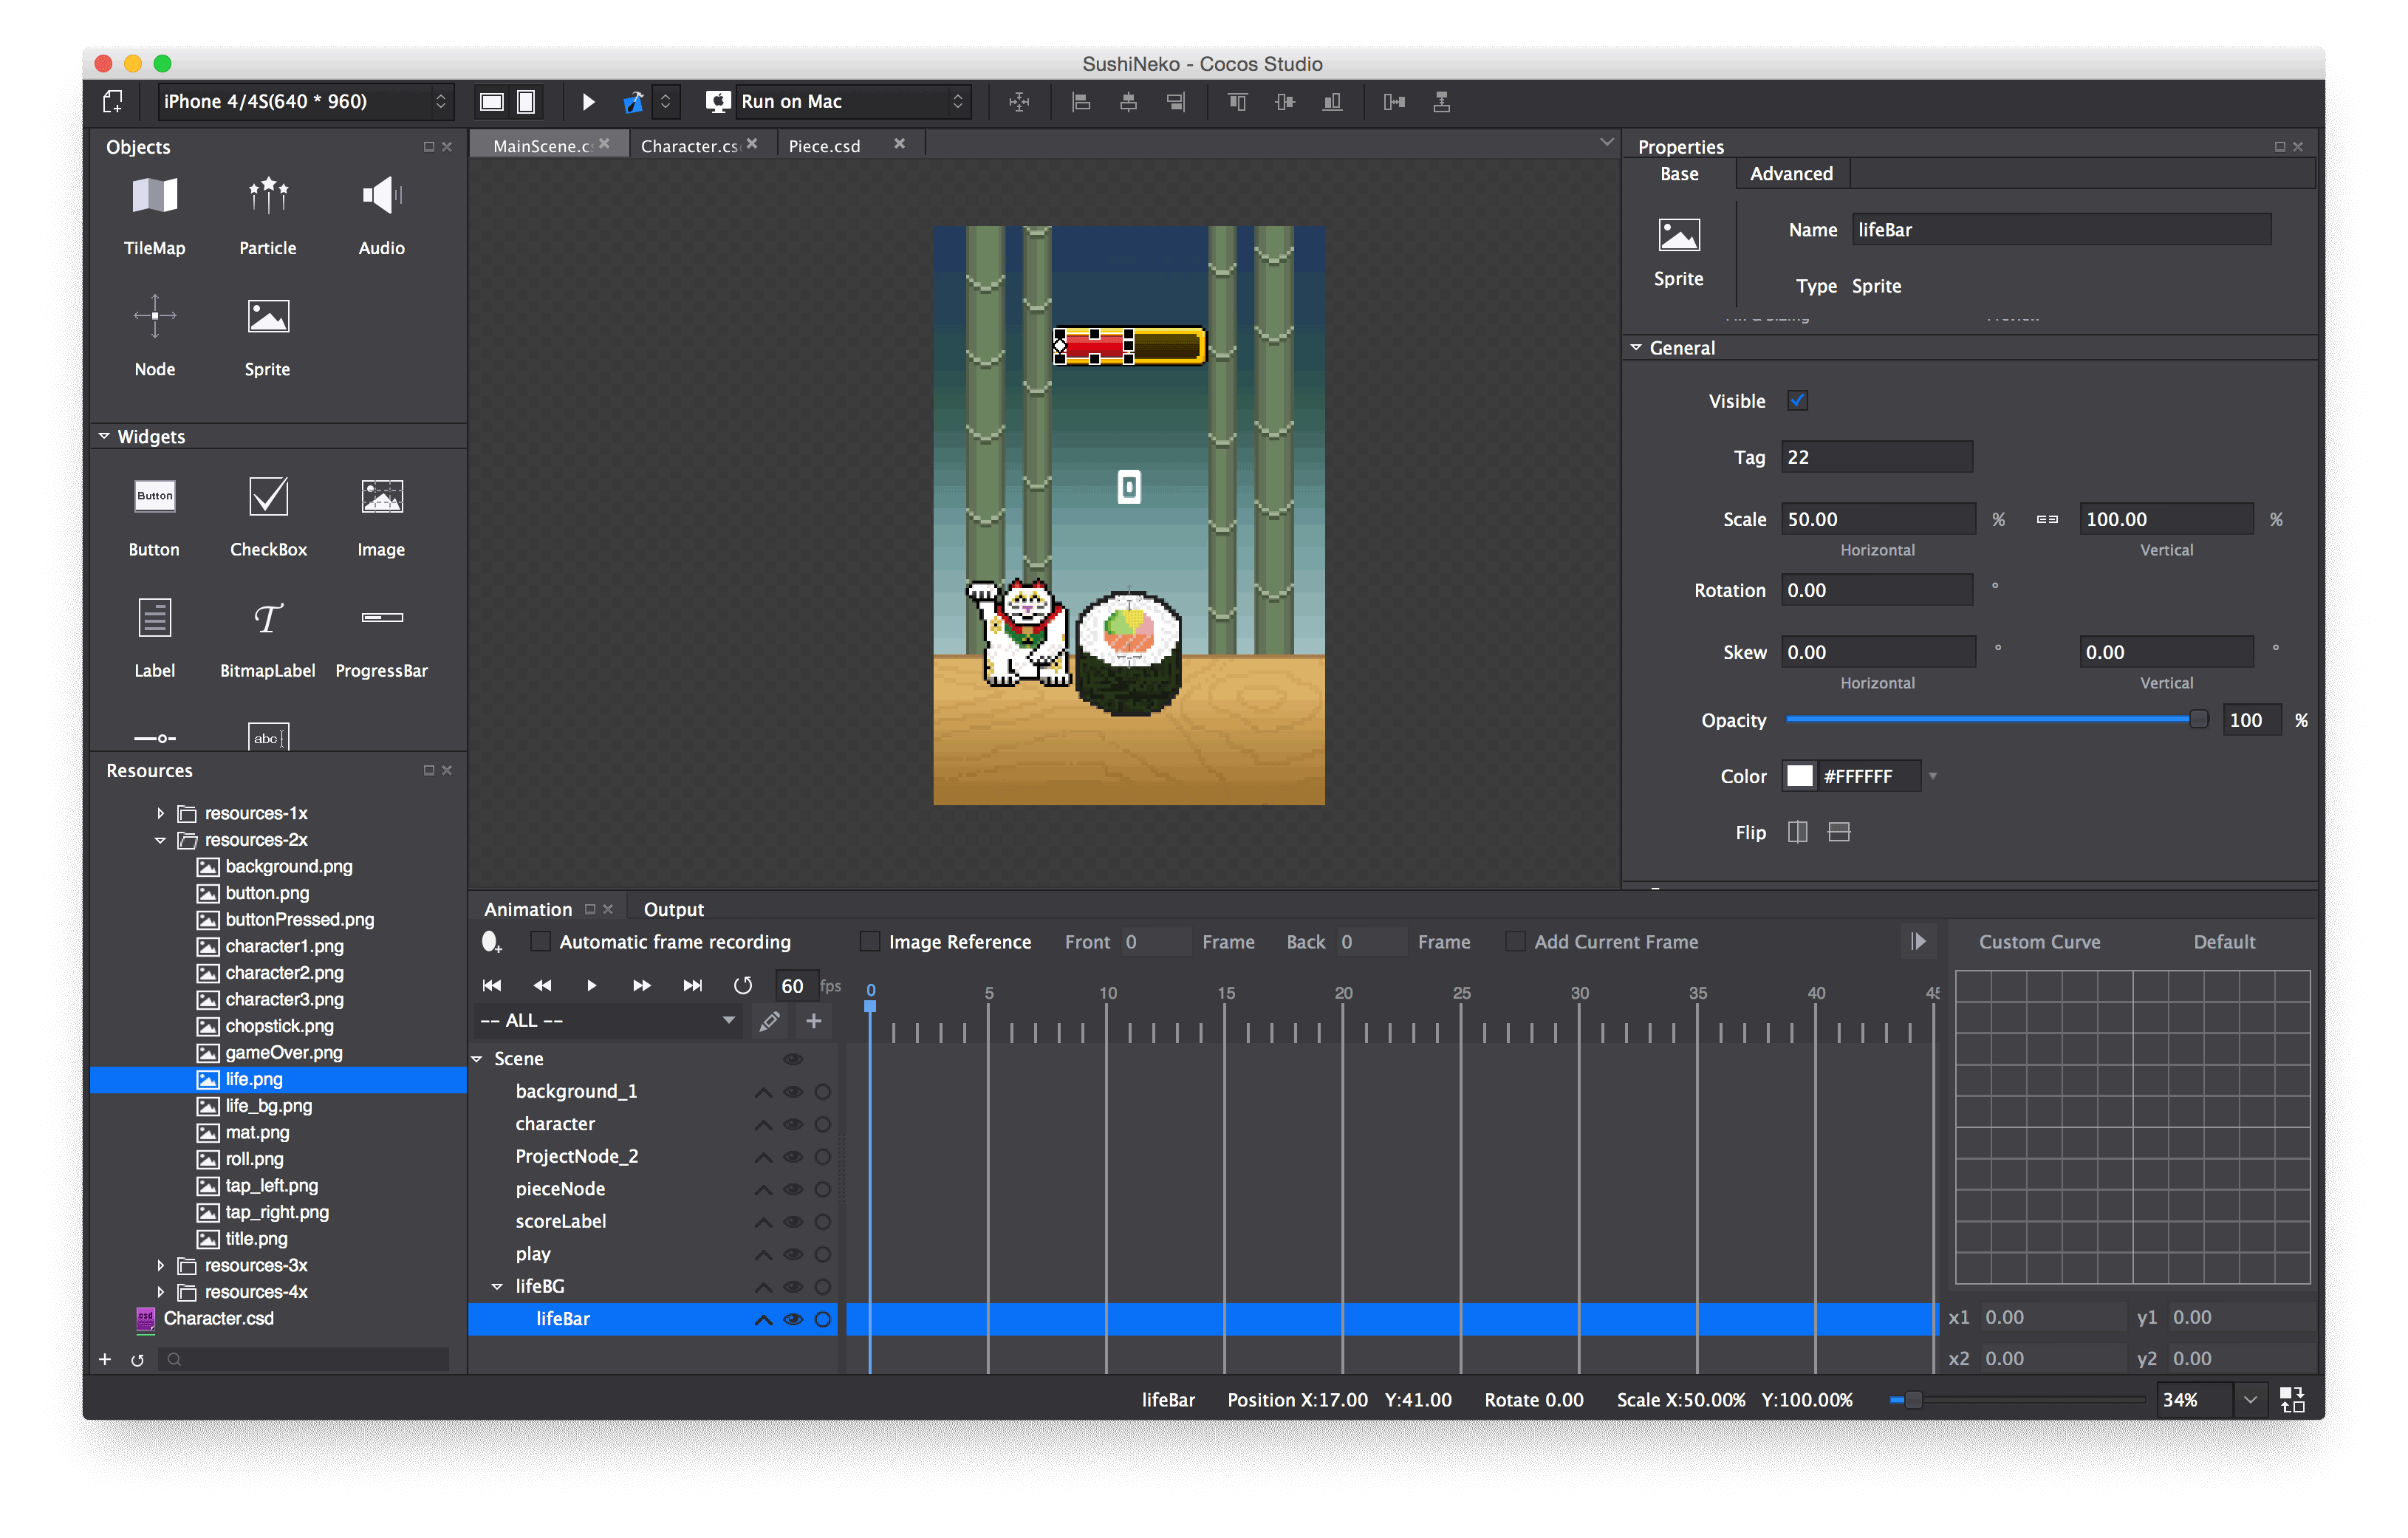 SushiNeko - Cocos Studio
iPhone 4/4S(640 * 960)
Run on Mac
Objects
TileMap Particle Audio
Node Sprite
Widgets
Button
Button CheckBox Image
Label BitmapLabel ProgressBar
abc
Resources
resources-1x
resources-2x
background.png
button.png
buttonPressed.png
character1.png
character2.png
character3.png
chopstick.png
gameOver.png
life.png
life_bg.png
mat.png
roll.png
tap_left.png
tap_right.png
title.png
resources-3x
resources-4x
csd
Character.csd
MainScene.c Character.cs Piece.csd
0
Properties
Base Advanced
Sprite
Name lifeBar
Type Sprite
General
Visible
Tag 22
Scale 50.00 % 100.00 %
Horizontal Vertical
Rotation 0.00 °
Skew 0.00 ° 0.00 °
Horizontal Vertical
Opacity 100 %
Color #FFFFFF
Flip
Animation Output
Automatic frame recording Image Reference Front 0 Frame Back 0 Frame Add Current Frame
60 fps
0 5 10 15 20 25 30 35 40 45
-- ALL --
Scene
background_1
character
ProjectNode_2
pieceNode
scoreLabel
play
lifeBG
lifeBar
Custom Curve Default
x1 0.00 y1 0.00
x2 0.00 y2 0.00
lifeBar Position X:17.00 Y:41.00 Rotate 0.00 Scale X:50.00% Y:100.00% 34%